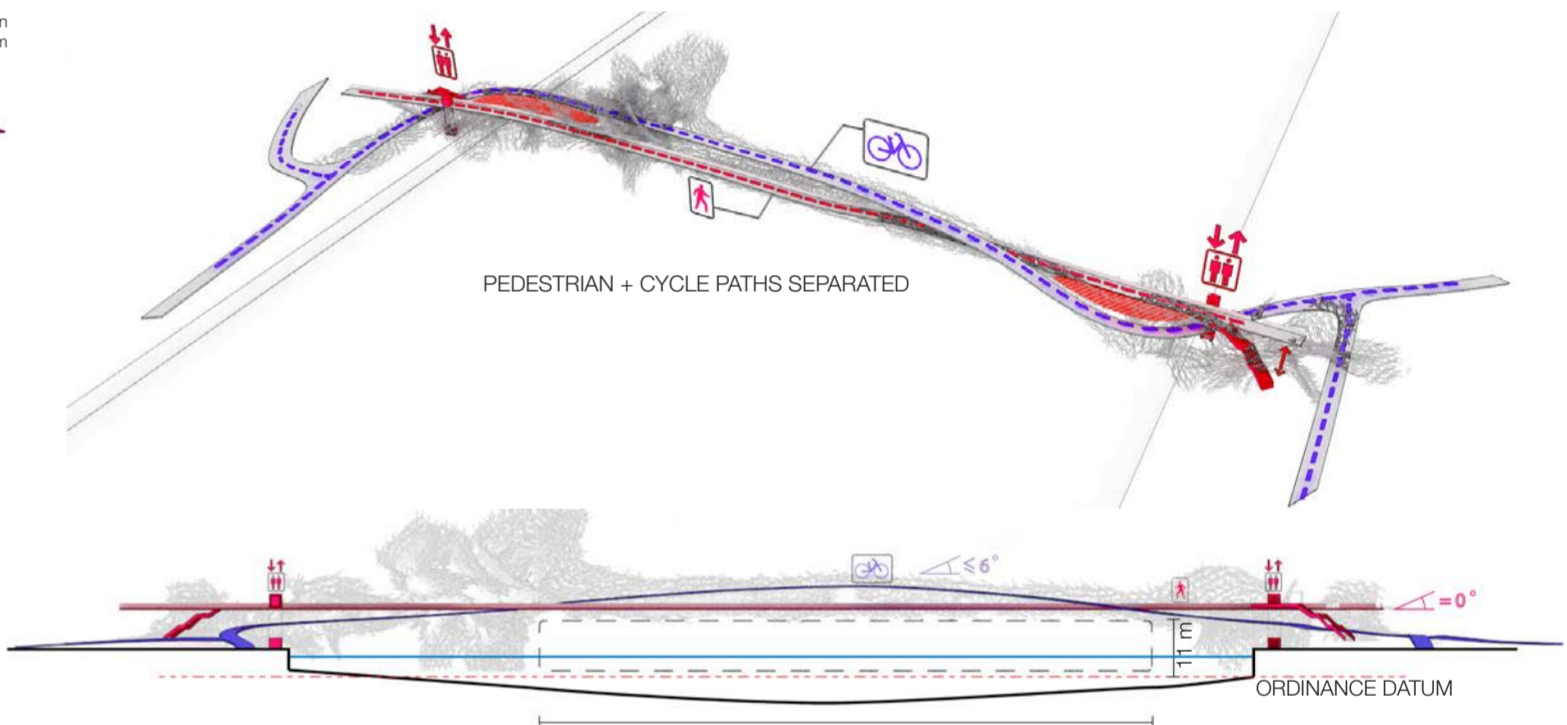 PEDESTRIAN + CYCLE PATHS SEPARATED
≤6°
=0°
11 m
ORDINANCE DATUM